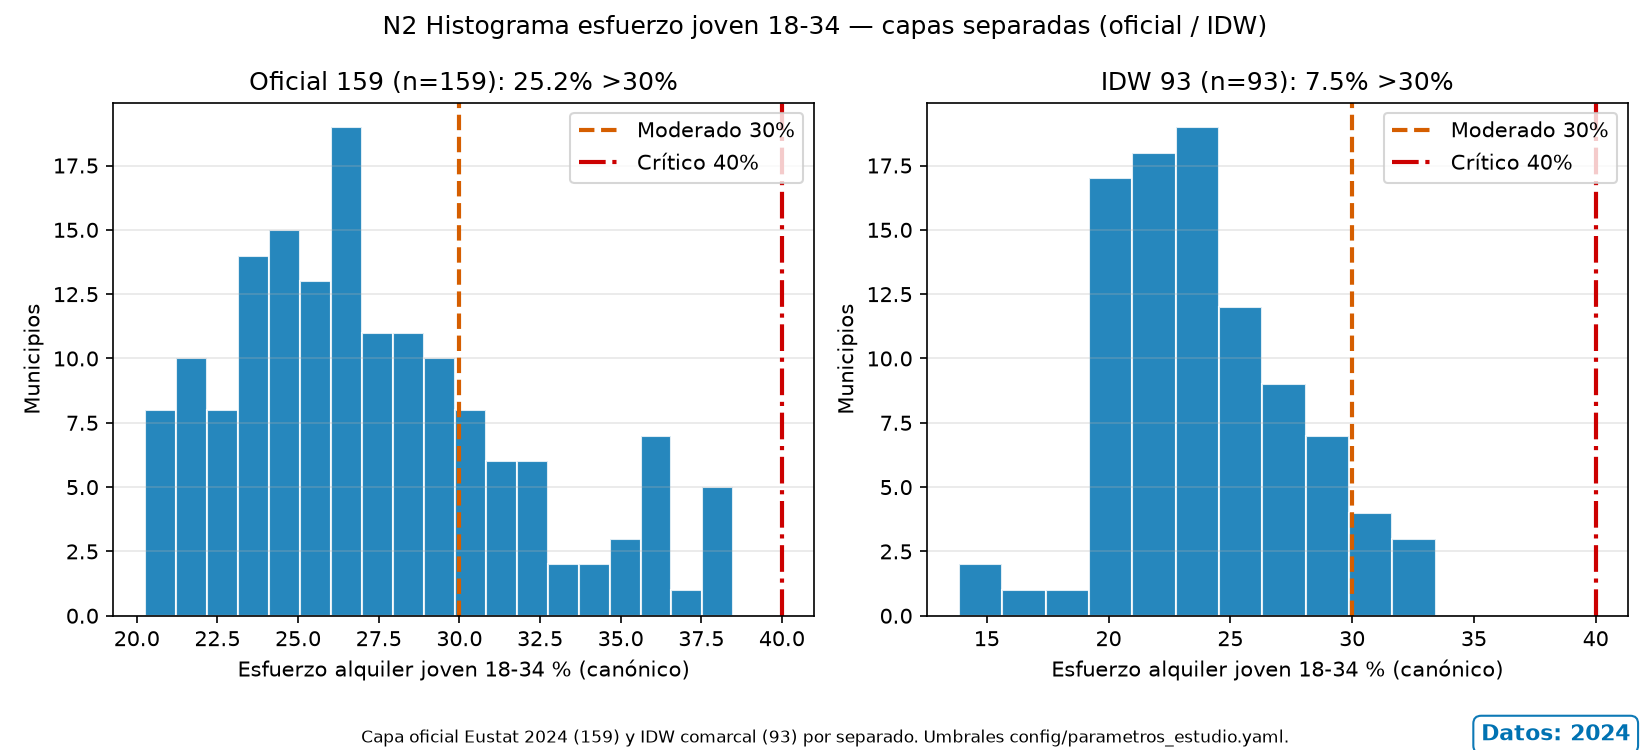 N2 Histograma esfuerzo joven 18-34 — capas separadas (oficial / IDW)
Oficial 159 (n=159): 25.2% >30%
Moderado 30%
Crítico 40%
17.5
15.0
12.5
10.0
7.5
5.0
2.5
0.0
Municipios
20.0 22.5 25.0 27.5 30.0 32.5 35.0 37.5 40.0
Esfuerzo alquiler joven 18-34 % (canónico)
IDW 93 (n=93): 7.5% >30%
Moderado 30%
Crítico 40%
17.5
15.0
12.5
10.0
7.5
5.0
2.5
0.0
Municipios
15 20 25 30 35 40
Esfuerzo alquiler joven 18-34 % (canónico)
Capa oficial Eustat 2024 (159) y IDW comarcal (93) por separado. Umbrales config/parametros_estudio.yaml.
Datos: 2024